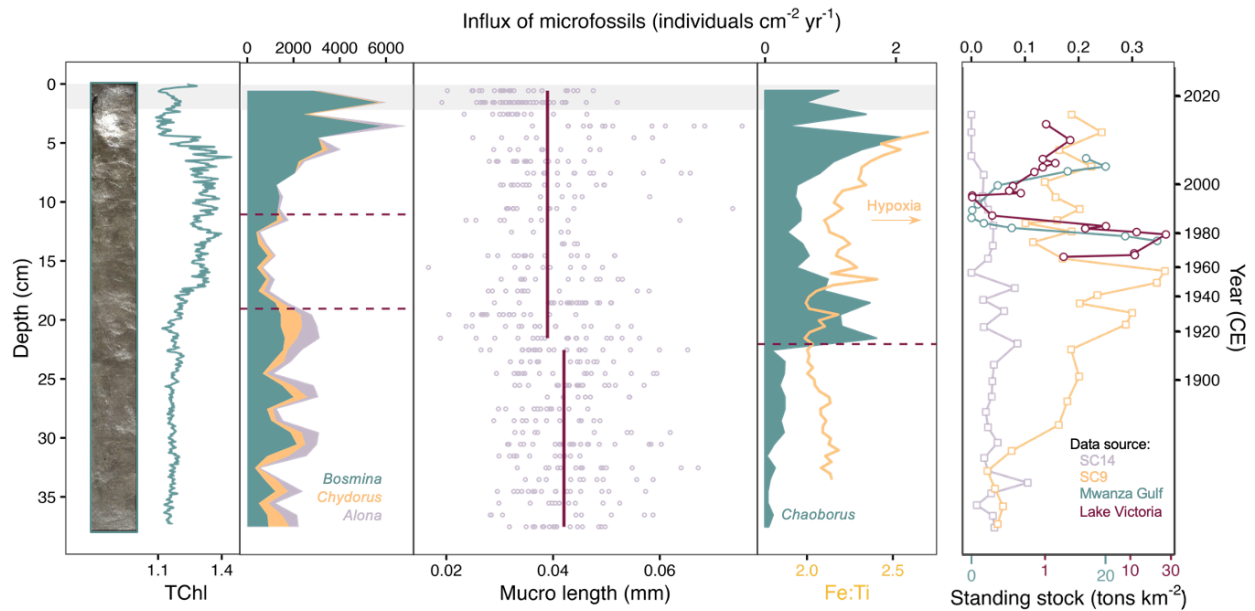 Influx of microfossils (individuals cm⁻² yr⁻¹)
0 2000 4000 6000
0 1 2
0.0 0.1 0.2 0.3
Depth (cm)
0
5
10
15
20
25
30
35
Bosmina
Chydorus
Alona
Hypoxia
Chaoborus
Data source:
SC14
SC9
Mwanza Gulf
Lake Victoria
2020
2000
1980
1960
1940
1920
1900
Year (CE)
1.1 1.4
TChl
0.02 0.04 0.06
Mucro length (mm)
2.0 2.5
Fe:Ti
0 1 20 10 30
Standing stock (tons km⁻²)